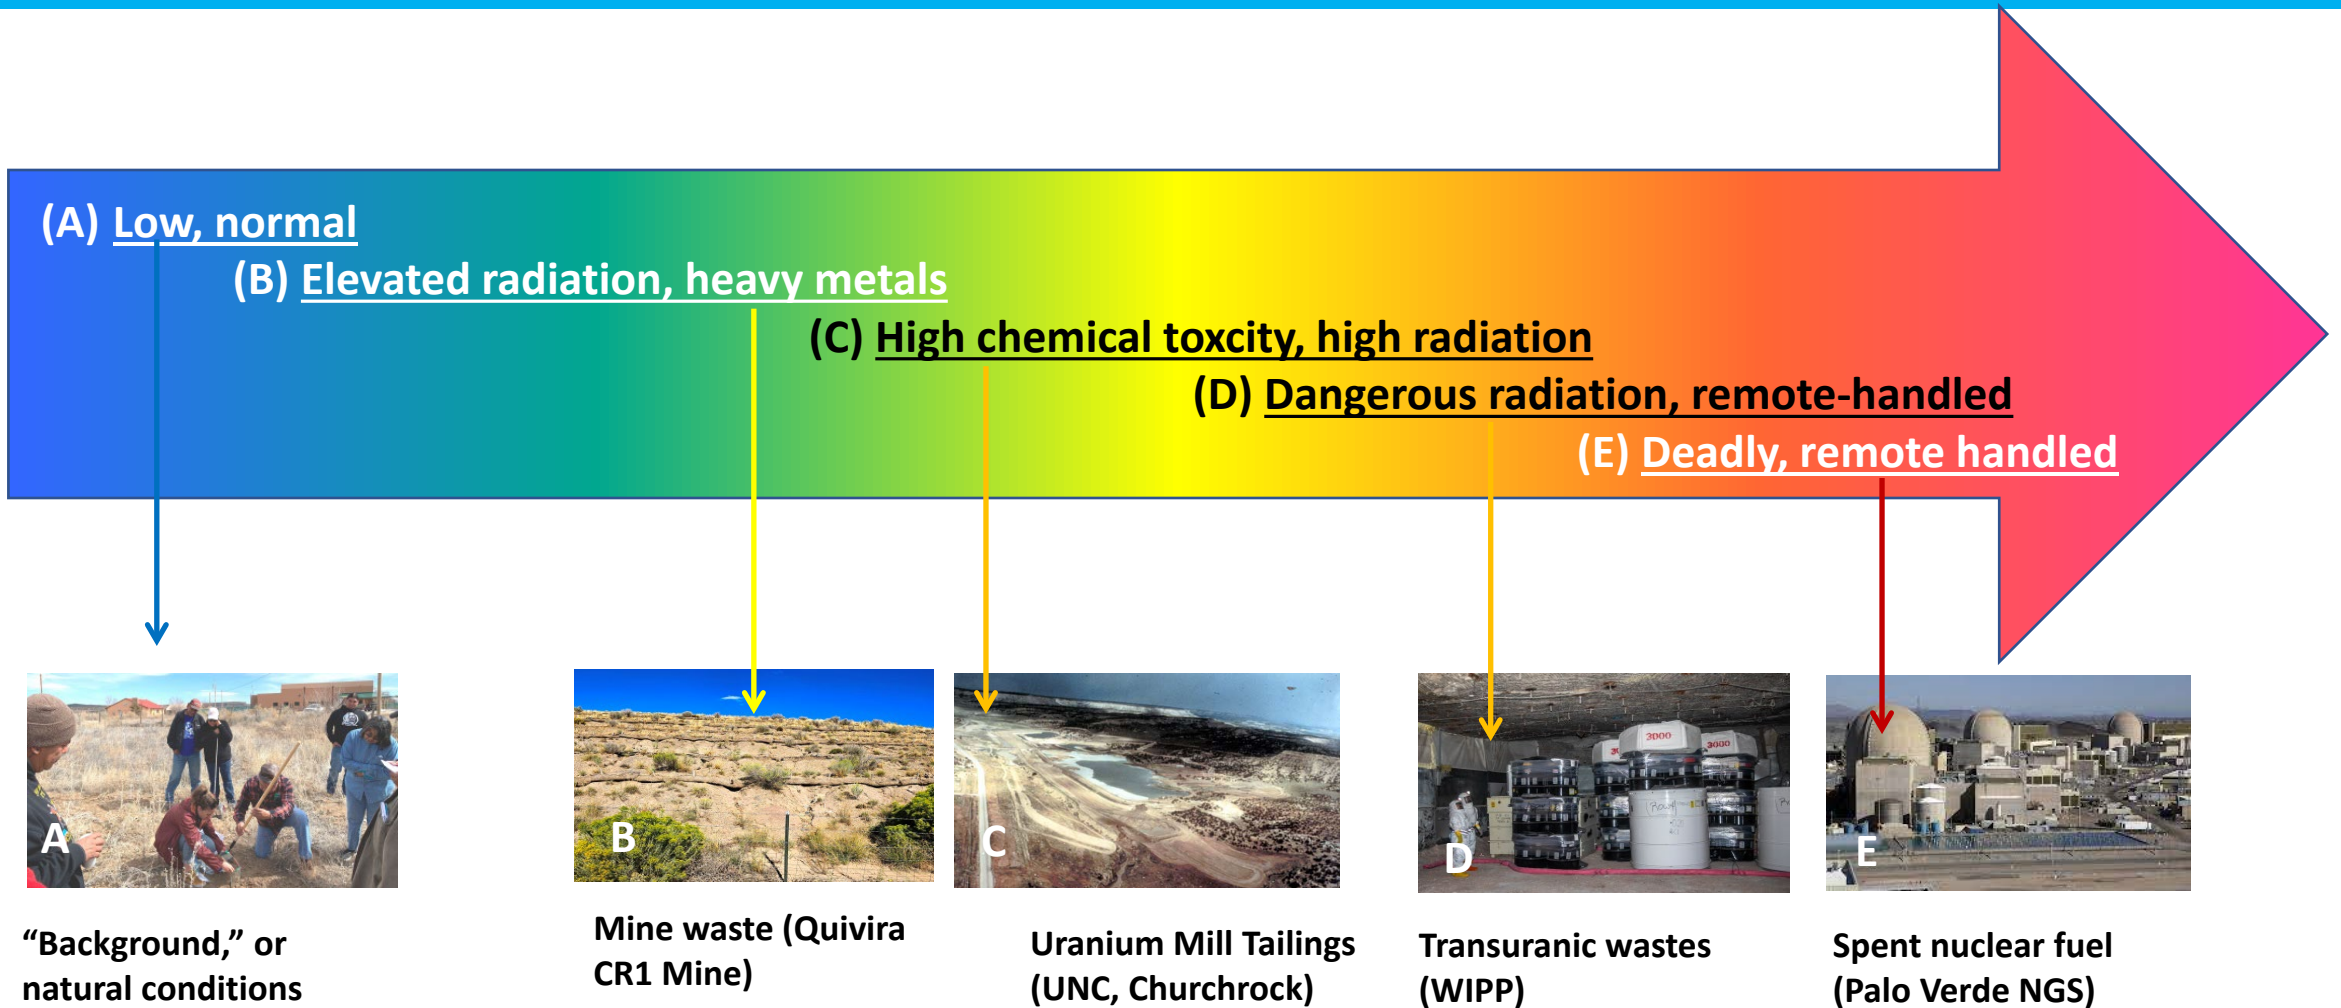 (A) Low, normal
(B) Elevated radiation, heavy metals
(C) High chemical toxcity, high radiation
(D) Dangerous radiation, remote-handled
(E) Deadly, remote handled
3000
3000
A
B
C
D
E
“Background,” or
natural conditions
Mine waste (Quivira
CR1 Mine)
Uranium Mill Tailings
(UNC, Churchrock)
Transuranic wastes
(WIPP)
Spent nuclear fuel
(Palo Verde NGS)